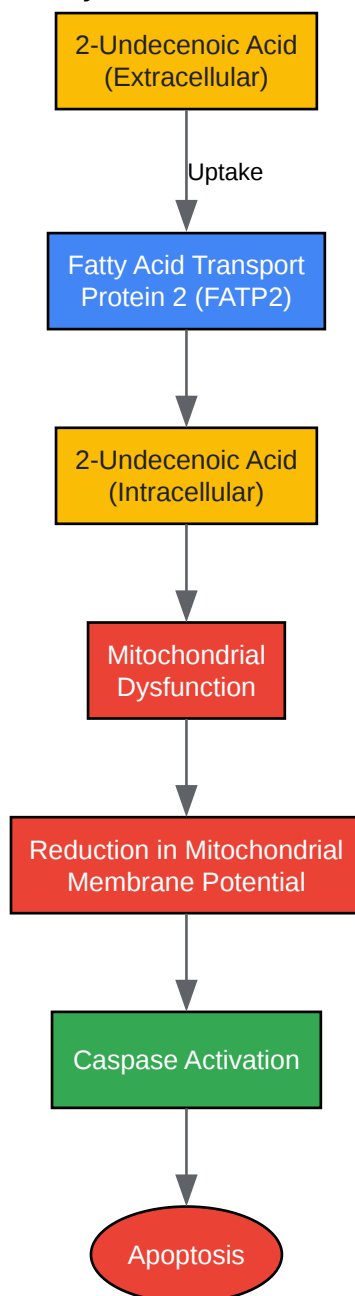 2-Undecenoic Acid
(Extracellular)
Uptake
Fatty Acid Transport
Protein 2 (FATP2)
2-Undecenoic Acid
(Intracellular)
Mitochondrial
Dysfunction
Reduction in Mitochondrial
Membrane Potential
Caspase Activation
Apoptosis